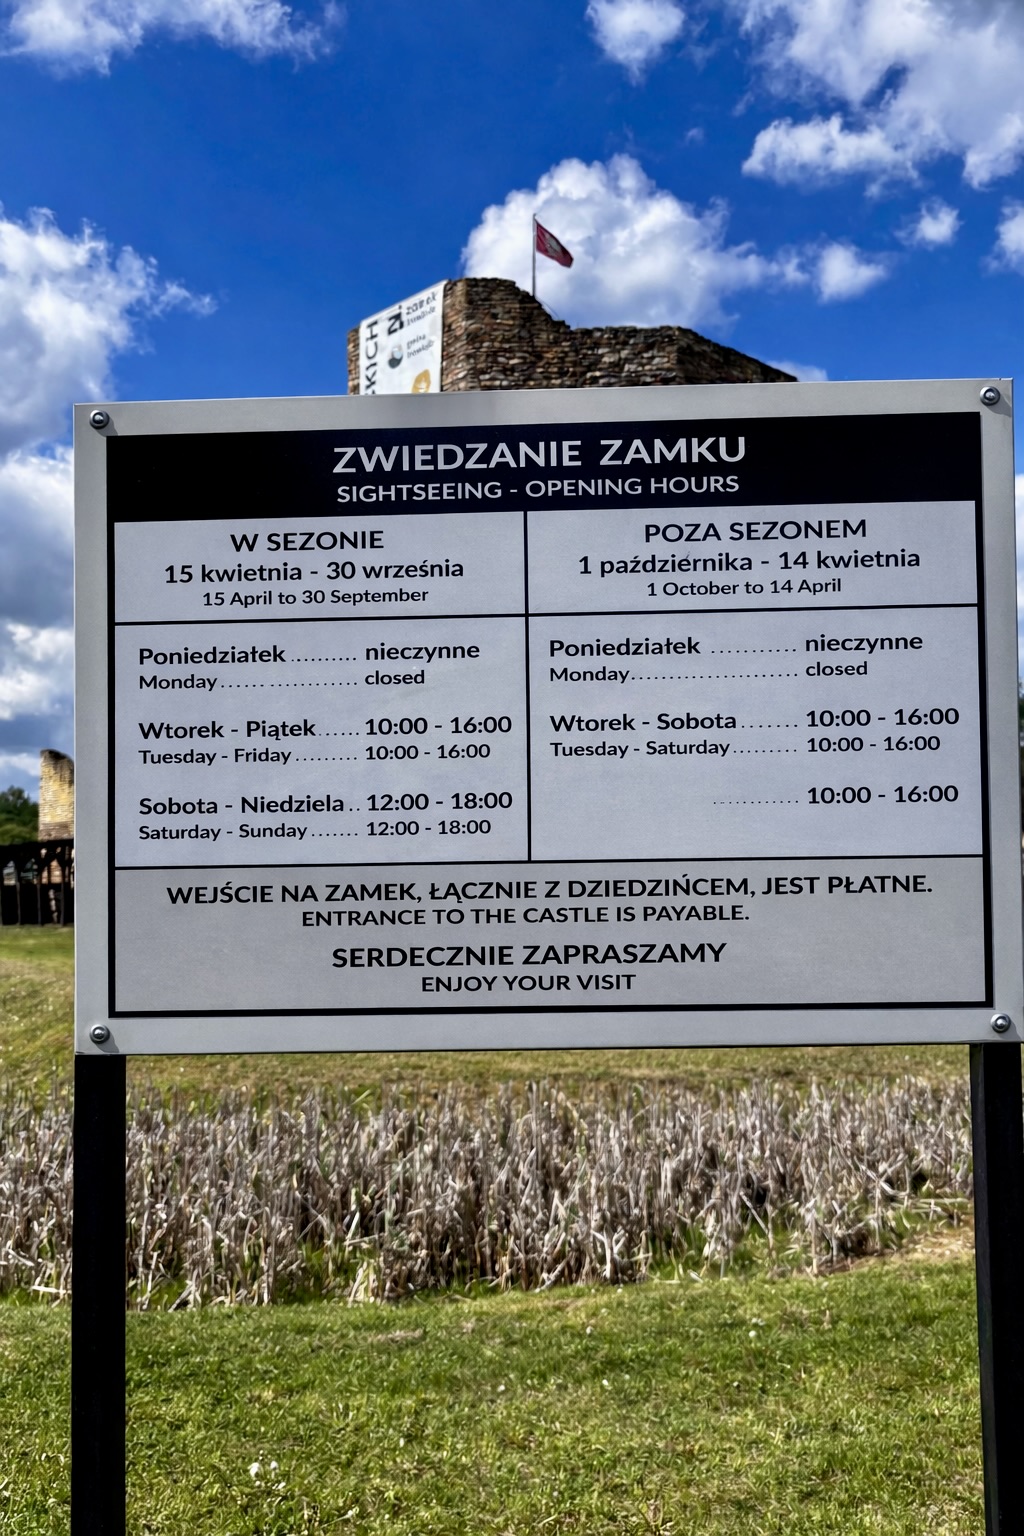 KICH
zamek
ZWIEDZANIE ZAMKU
SIGHTSEEING - OPENING HOURS
W SEZONIE
15 kwietnia - 30 września
15 April to 30 September
Poniedziałek .......... nieczynne
Monday .................... closed
Wtorek - Piątek ...... 10:00 - 16:00
Tuesday - Friday ......... 10:00 - 16:00
Sobota - Niedziela .. 12:00 - 18:00
Saturday - Sunday ....... 12:00 - 18:00
POZA SEZONEM
1 października - 14 kwietnia
1 October to 14 April
Poniedziałek .......... nieczynne
Monday ........................ closed
Wtorek - Sobota ........ 10:00 - 16:00
Tuesday - Saturday ......... 10:00 - 16:00
............ 10:00 - 16:00
WEJŚCIE NA ZAMEK, ŁĄCZNIE Z DZIEDZIŃCEM, JEST PŁATNE.
ENTRANCE TO THE CASTLE IS PAYABLE.
SERDECZNIE ZAPRASZAMY
ENJOY YOUR VISIT